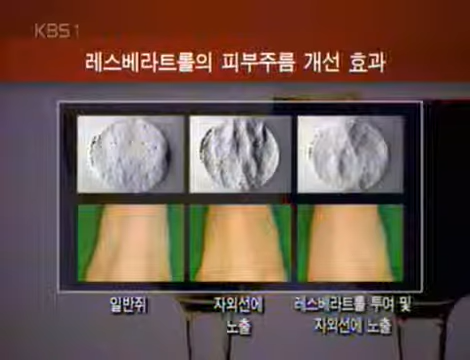 KBS 1
레스베라트롤의 피부주름 개선 효과
일반쥐
자외선에
노출
레스베라트롤 투여 및
자외선에 노출